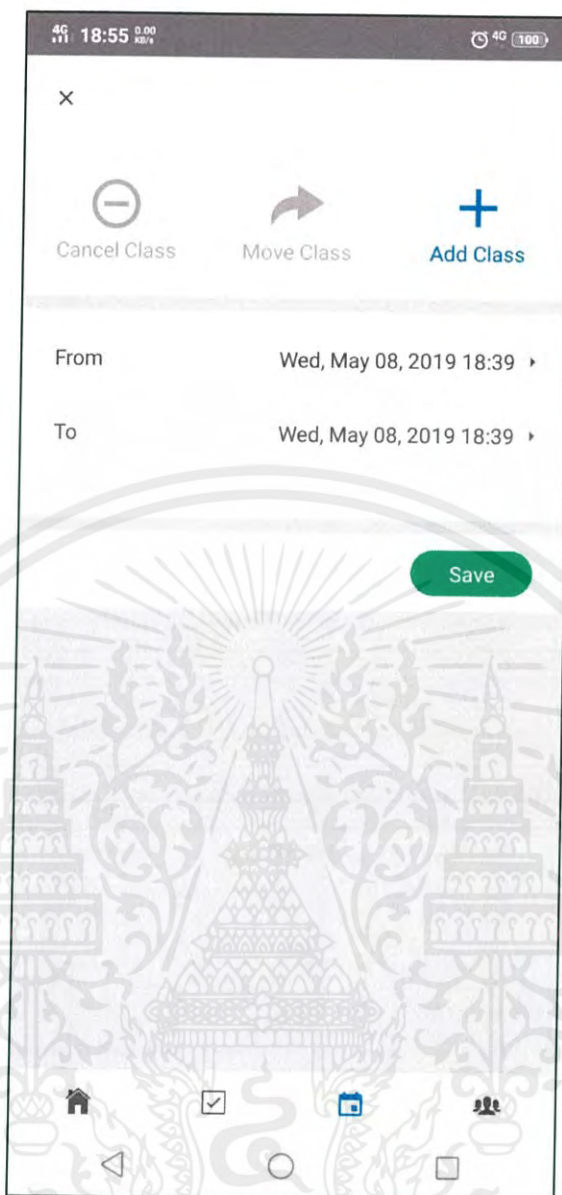 4G 18:55 0.00 KB/s 4G 100
×
Cancel Class Move Class Add Class
From Wed, May 08, 2019 18:39
To Wed, May 08, 2019 18:39
Save